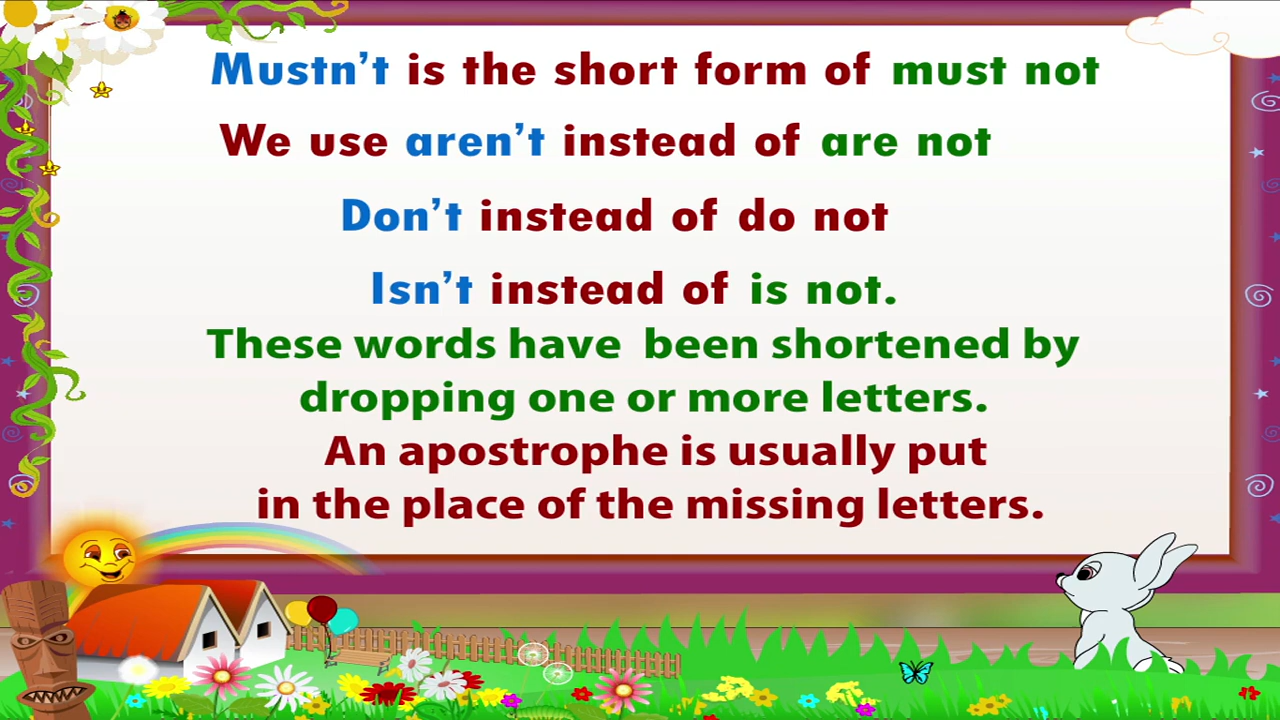 Mustn’t is the short form of must not
We use aren’t instead of are not
Don’t instead of do not
Isn’t instead of is not.
These words have been shortened by
dropping one or more letters.
An apostrophe is usually put
in the place of the missing letters.